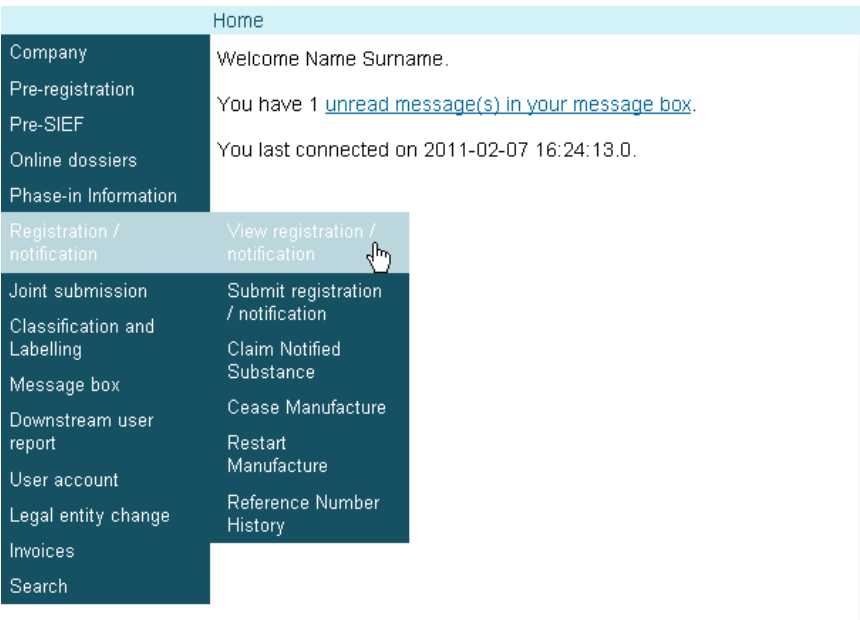 Home
Company
Pre-registration
Pre-SIEF
Online dossiers
Phase-in Information
Registration /
notification
Joint submission
Classification and
Labelling
Message box
Downstream user
report
User account
Legal entity change
Invoices
Search
View registration /
notification
Submit registration
/ notification
Claim Notified
Substance
Cease Manufacture
Restart
Manufacture
Reference Number
History
Welcome Name Surname.
You have 1 unread message(s) in your message box.
You last connected on 2011-02-07 16:24:13.0.